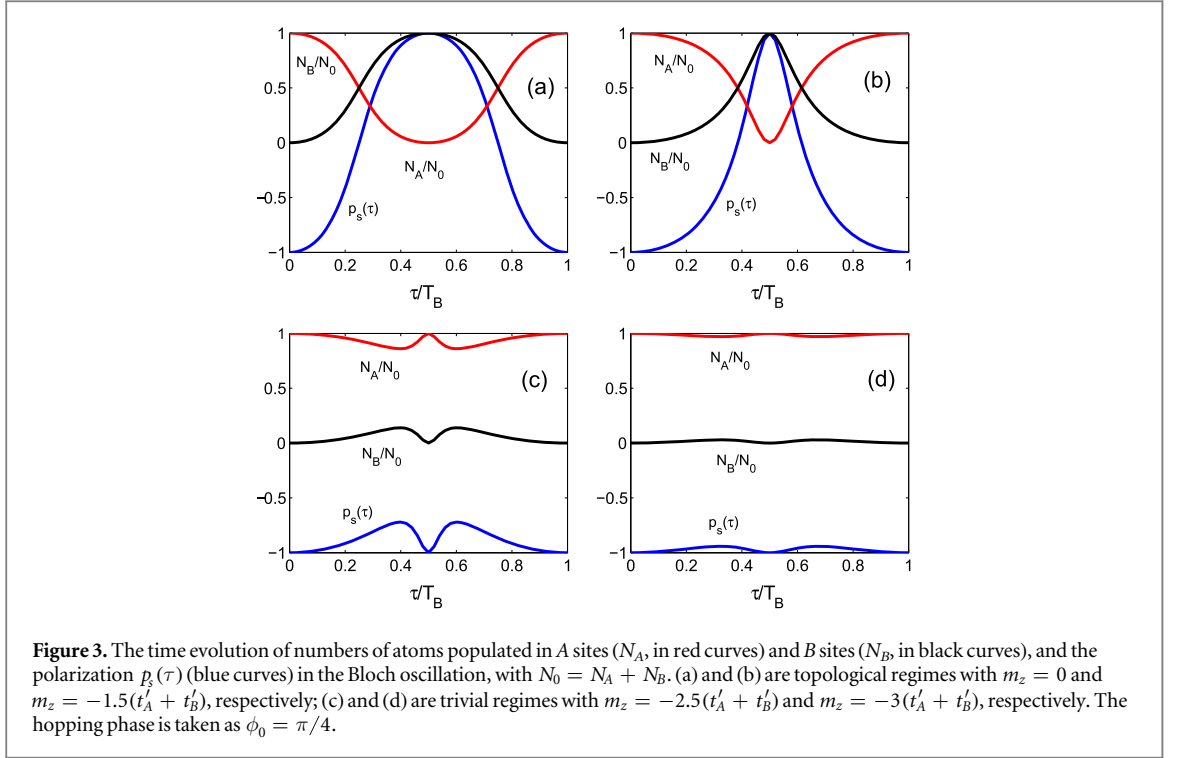 1
0.5
0
−0.5
−1
0
0.2
0.4
0.6
0.8
1
τ/T_B
N_B/N_0
N_A/N_0
p_s(τ)
(a)
1
0.5
0
−0.5
−1
0
0.2
0.4
0.6
0.8
1
τ/T_B
N_A/N_0
N_B/N_0
p_s(τ)
(b)
1
0.5
0
−0.5
−1
0
0.2
0.4
0.6
0.8
1
τ/T_B
N_A/N_0
(c)
N_B/N_0
p_s(τ)
1
0.5
0
−0.5
−1
0
0.2
0.4
0.6
0.8
1
τ/T_B
N_A/N_0
(d)
N_B/N_0
p_s(τ)
Figure 3. The time evolution of numbers of atoms populated in A sites (N_A, in red curves) and B sites (N_B, in black curves), and the
polarization p_s(τ) (blue curves) in the Bloch oscillation, with N_0 = N_A + N_B. (a) and (b) are topological regimes with m_z = 0 and
m_z = −1.5(t′_A + t′_B), respectively; (c) and (d) are trivial regimes with m_z = −2.5(t′_A + t′_B) and m_z = −3(t′_A + t′_B), respectively. The
hopping phase is taken as ϕ_0 = π/4.